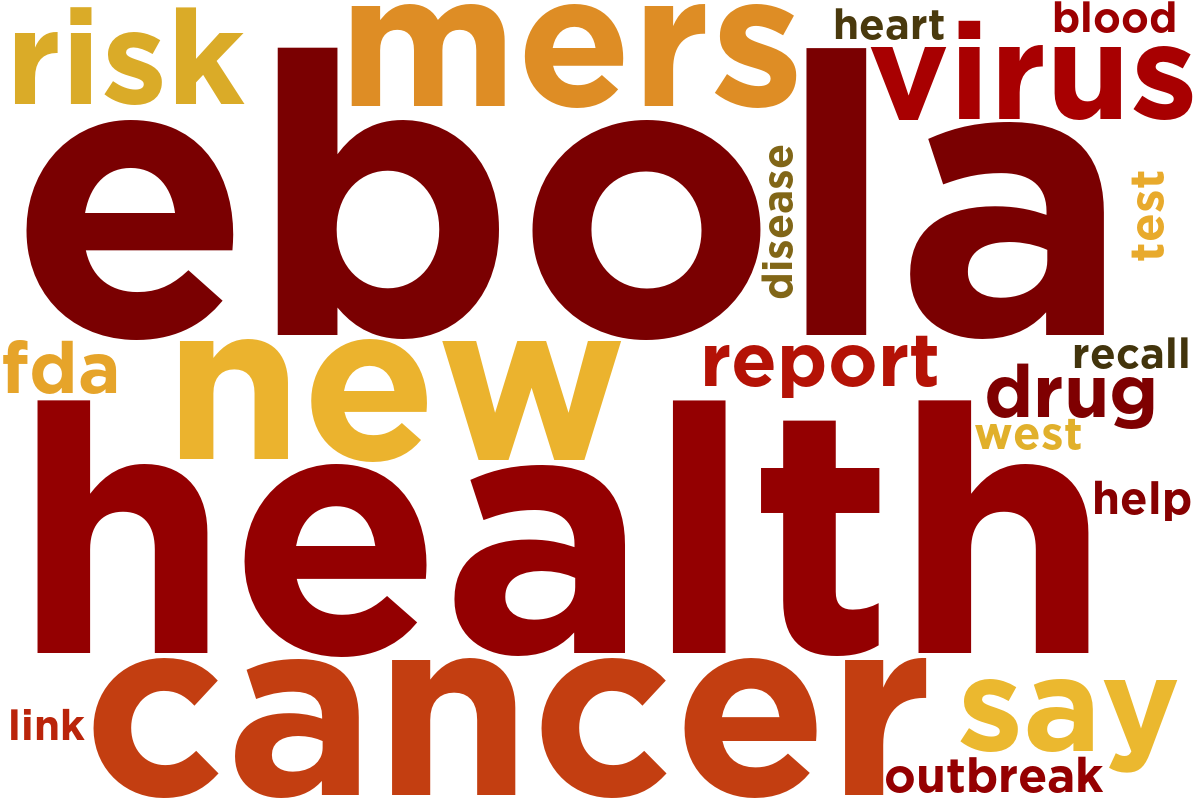 risk
mers
heart
blood
virus
ebola
disease
test
fda
new
report
recall
drug
west
health
help
cancer
link
say
outbreak